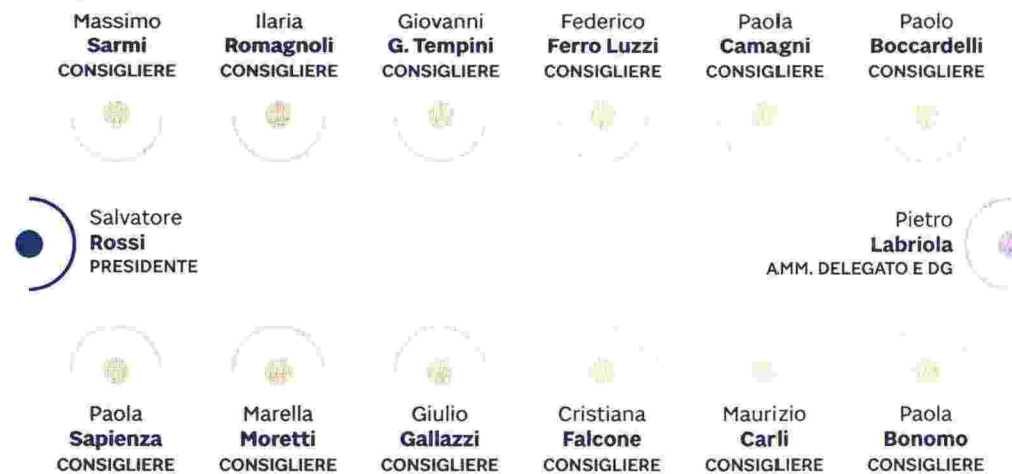 Massimo
Sarmi
CONSIGLIERE
Ilaria
Romagnoli
CONSIGLIERE
Giovanni
G. Tempini
CONSIGLIERE
Federico
Ferro Luzzi
CONSIGLIERE
Paola
Camagni
CONSIGLIERE
Paolo
Boccardelli
CONSIGLIERE
Salvatore
Rossi
PRESIDENTE
Pietro
Labriola
AMM. DELEGATO E DG
Paola
Sapienza
CONSIGLIERE
Marella
Moretti
CONSIGLIERE
Giulio
Gallazzi
CONSIGLIERE
Cristiana
Falcone
CONSIGLIERE
Maurizio
Carli
CONSIGLIERE
Paola
Bonomo
CONSIGLIERE